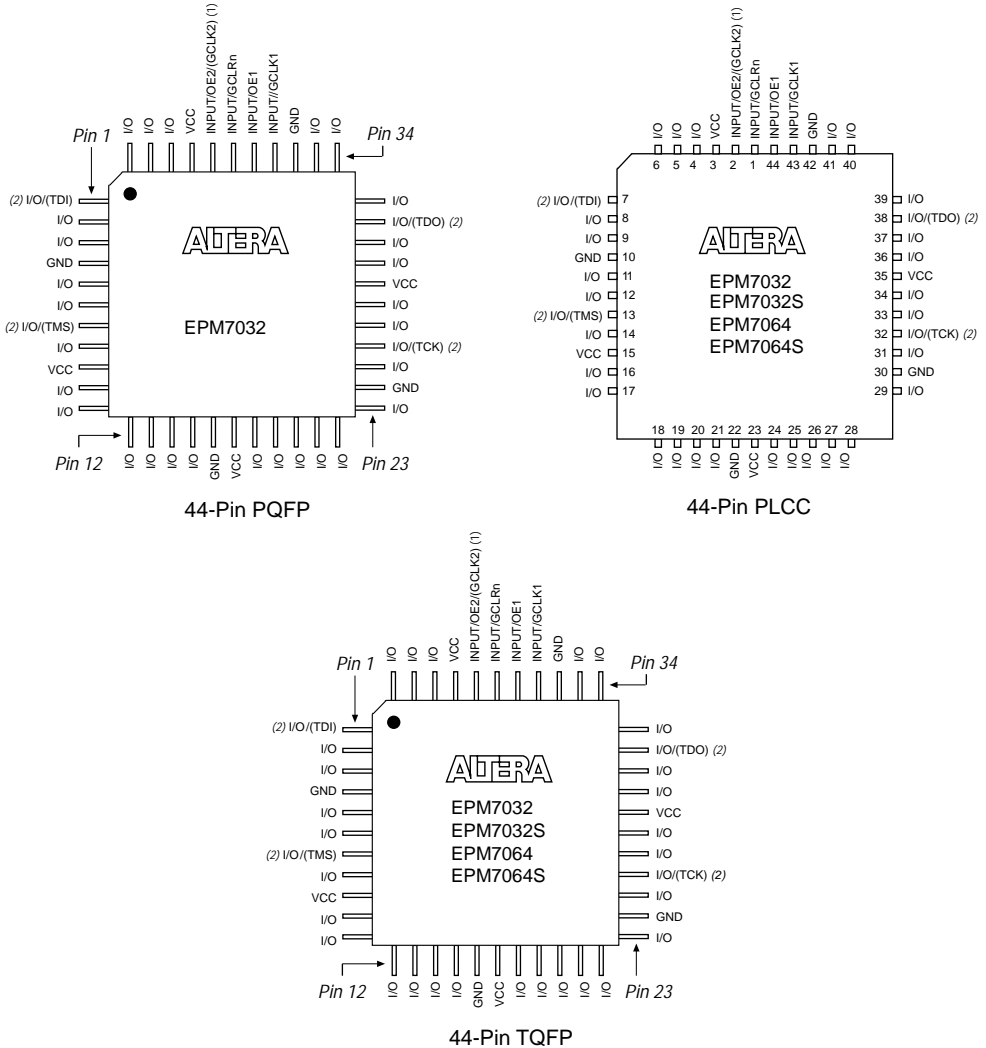 I/O
I/O
I/O
VCC
INPUT/OE2/(GCLK2) (1)
INPUT/GCLRn
INPUT/OE1
INPUT//GCLK1
GND
I/O
I/O
Pin 1
Pin 34
(2) I/O/(TDI)
I/O
I/O
GND
I/O
I/O
(2) I/O/(TMS)
I/O
VCC
I/O
I/O
ALTERA
EPM7032
I/O
I/O/(TDO) (2)
I/O
I/O
VCC
I/O
I/O
I/O/(TCK) (2)
I/O
GND
I/O
Pin 12
Pin 23
I/O
I/O
I/O
I/O
GND
VCC
I/O
I/O
I/O
I/O
I/O
44-Pin PQFP
I/O
I/O
I/O
VCC
INPUT/OE2/(GCLK2) (1)
INPUT/GCLRn
INPUT/OE1
INPUT/GCLK1
GND
I/O
I/O
6 5 4 3 2 1 44 43 42 41 40
(2) I/O/(TDI) 7
I/O 8
I/O 9
GND 10
I/O 11
I/O 12
(2) I/O/(TMS) 13
I/O 14
VCC 15
I/O 16
I/O 17
ALTERA
EPM7032
EPM7032S
EPM7064
EPM7064S
39 I/O
38 I/O/(TDO) (2)
37 I/O
36 I/O
35 VCC
34 I/O
33 I/O
32 I/O/(TCK) (2)
31 I/O
30 GND
29 I/O
18 19 20 21 22 23 24 25 26 27 28
I/O
I/O
I/O
I/O
GND
VCC
I/O
I/O
I/O
I/O
I/O
44-Pin PLCC
I/O
I/O
I/O
VCC
INPUT/OE2/(GCLK2) (1)
INPUT/GCLRn
INPUT/OE1
INPUT/GCLK1
GND
I/O
I/O
Pin 1
Pin 34
(2) I/O/(TDI)
I/O
I/O
GND
I/O
I/O
(2) I/O/(TMS)
I/O
VCC
I/O
I/O
ALTERA
EPM7032
EPM7032S
EPM7064
EPM7064S
I/O
I/O/(TDO) (2)
I/O
I/O
VCC
I/O
I/O
I/O/(TCK) (2)
I/O
GND
I/O
Pin 12
Pin 23
I/O
I/O
I/O
I/O
GND
VCC
I/O
I/O
I/O
I/O
I/O
44-Pin TQFP